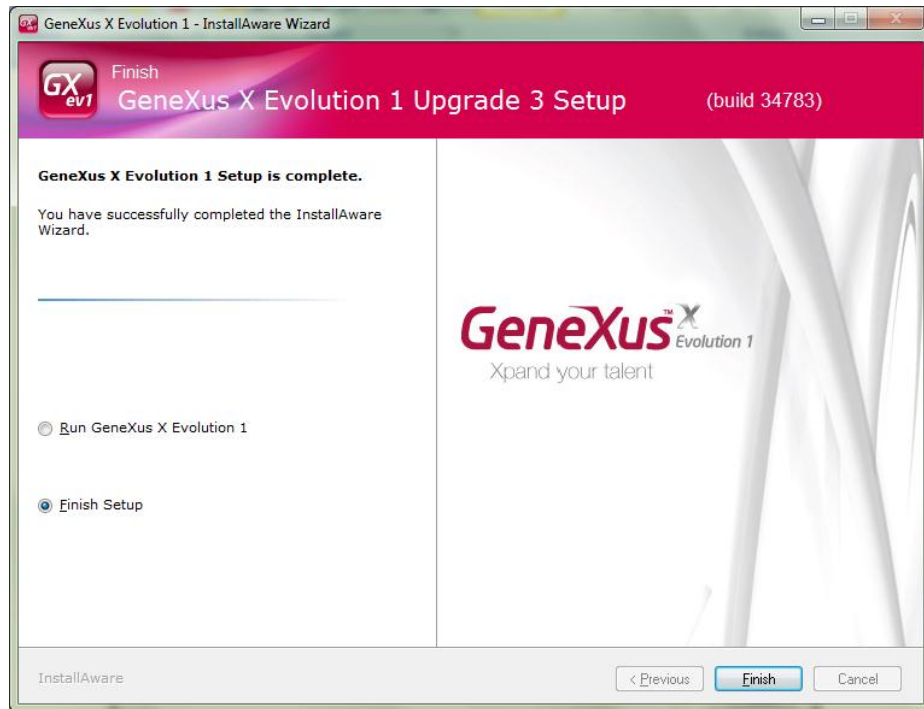 GeneXus X Evolution 1 - InstallAware Wizard
GX
ev1
Finish
GeneXus X Evolution 1 Upgrade 3 Setup (build 34783)
GeneXus X Evolution 1 Setup is complete.
You have successfully completed the InstallAware
Wizard.
GeneXus™ X
Evolution 1
Xpand your talent
Run GeneXus X Evolution 1
Finish Setup
InstallAware
< Previous Finish Cancel